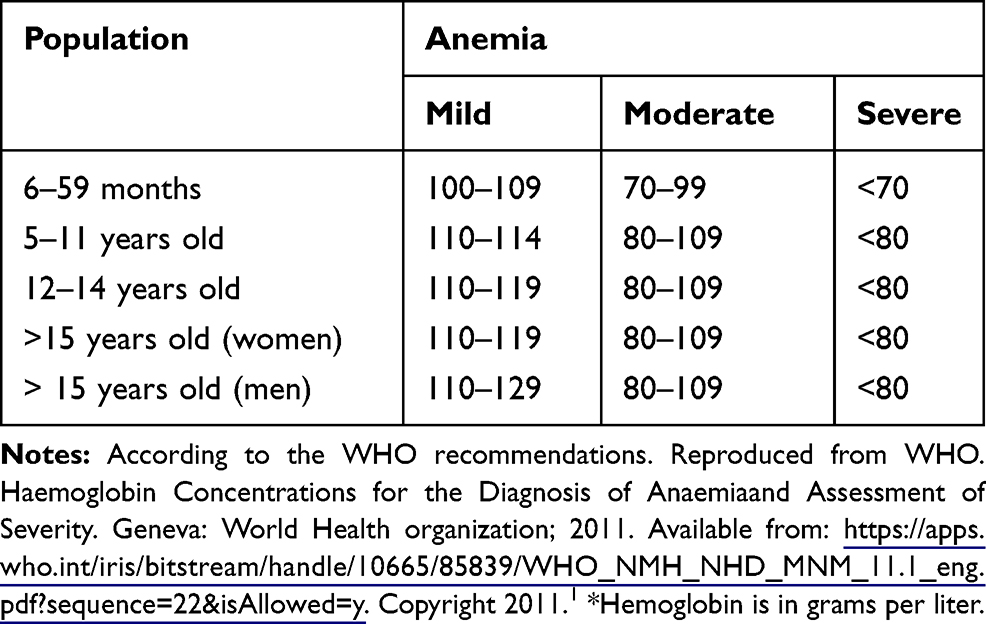 Population Anemia
Mild Moderate Severe
6–59 months 100–109 70–99 <70
5–11 years old 110–114 80–109 <80
12–14 years old 110–119 80–109 <80
>15 years old (women) 110–119 80–109 <80
> 15 years old (men) 110–129 80–109 <80
Notes: According to the WHO recommendations. Reproduced from WHO.
Haemoglobin Concentrations for the Diagnosis of Anaemiaand Assessment of
Severity. Geneva: World Health organization; 2011. Available from: https://apps.
who.int/iris/bitstream/handle/10665/85839/WHO_NMH_NHD_MNM_11.1_eng.
pdf?sequence=22&isAllowed=y. Copyright 2011.1 *Hemoglobin is in grams per liter.